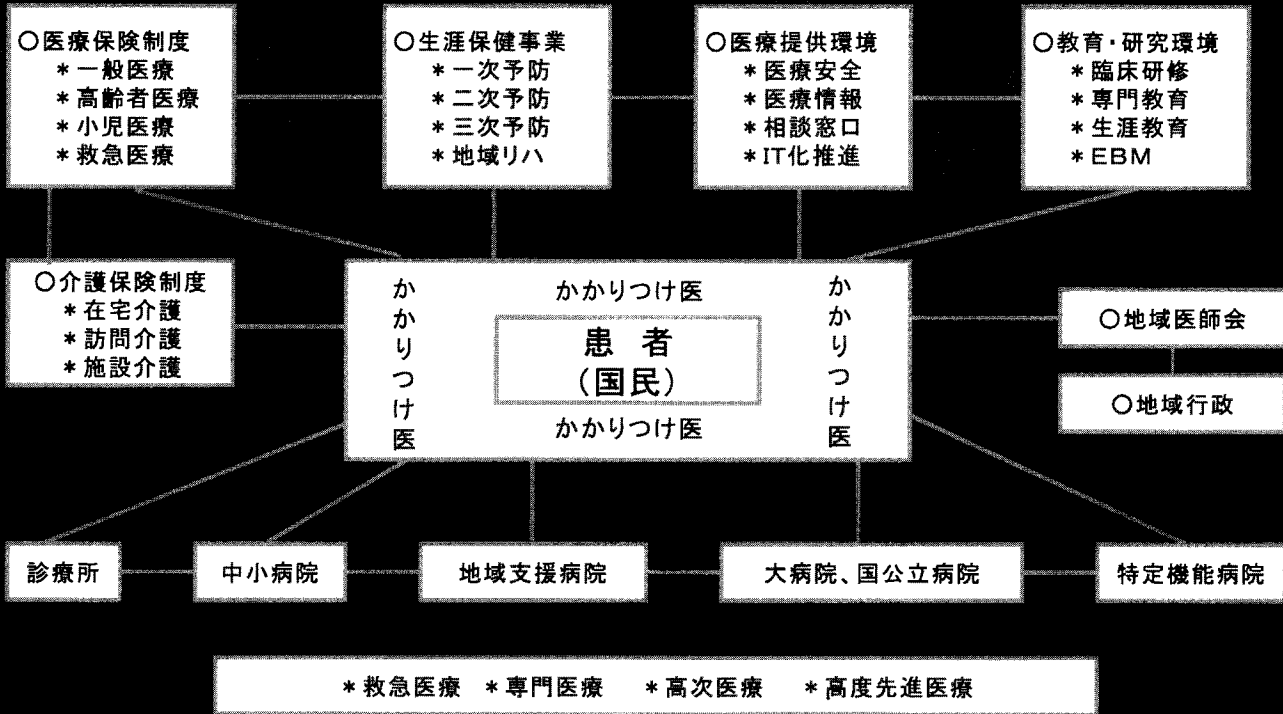 ○医療保険制度
＊一般医療
＊高齢者医療
＊小児医療
＊救急医療
○生涯保健事業
＊一次予防
＊二次予防
＊三次予防
＊地域リハ
○医療提供環境
＊医療安全
＊医療情報
＊相談窓口
＊IT化推進
○教育・研究環境
＊臨床研修
＊専門教育
＊生涯教育
＊EBM
○介護保険制度
＊在宅介護
＊訪問介護
＊施設介護
かかりつけ医
かかりつけ医
患者
（国民）
かかりつけ医
かかりつけ医
○地域医師会
○地域行政
診療所
中小病院
地域支援病院
大病院、国公立病院
特定機能病院
＊救急医療 ＊専門医療 ＊高次医療 ＊高度先進医療